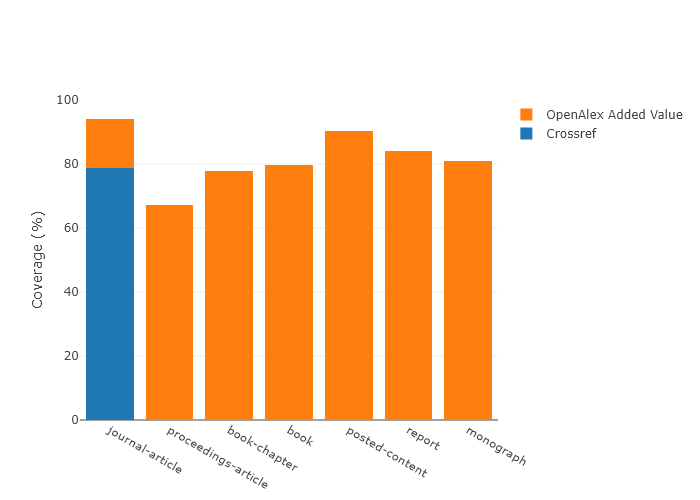 100
80
60
40
20
0
Coverage (%)
journal-article
proceedings-article
book-chapter
book
posted-content
report
monograph
OpenAlex Added Value
Crossref